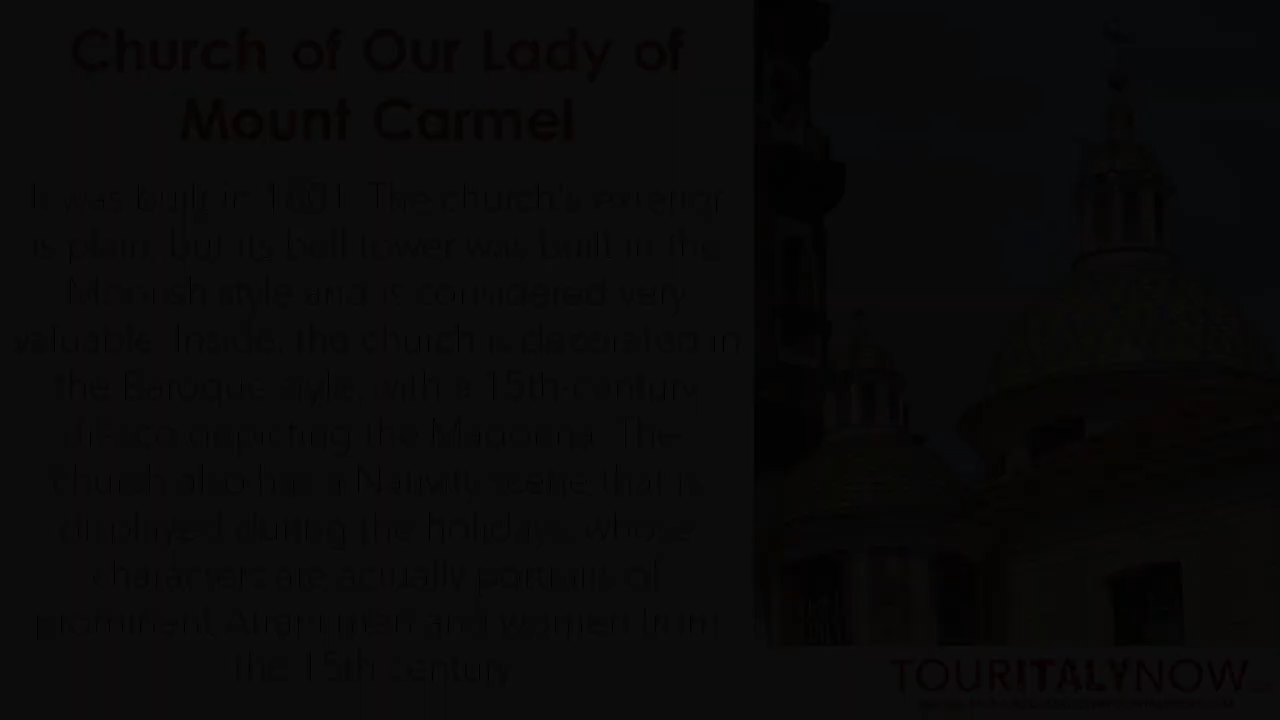 Church of Our Lady of
Mount Carmel
It was built in 1601. The church's exterior
is plain, but its bell tower was built in the
Moorish style and is considered very
valuable. Inside, the church is decorated in
the Baroque style, with a 15th-century
fresco depicting the Madonna. The
church also has a Nativity scene that is
displayed during the holidays, whose
characters are actually portraits of
prominent Atrani men and women from
the 15th century.
TOURITALYNOW